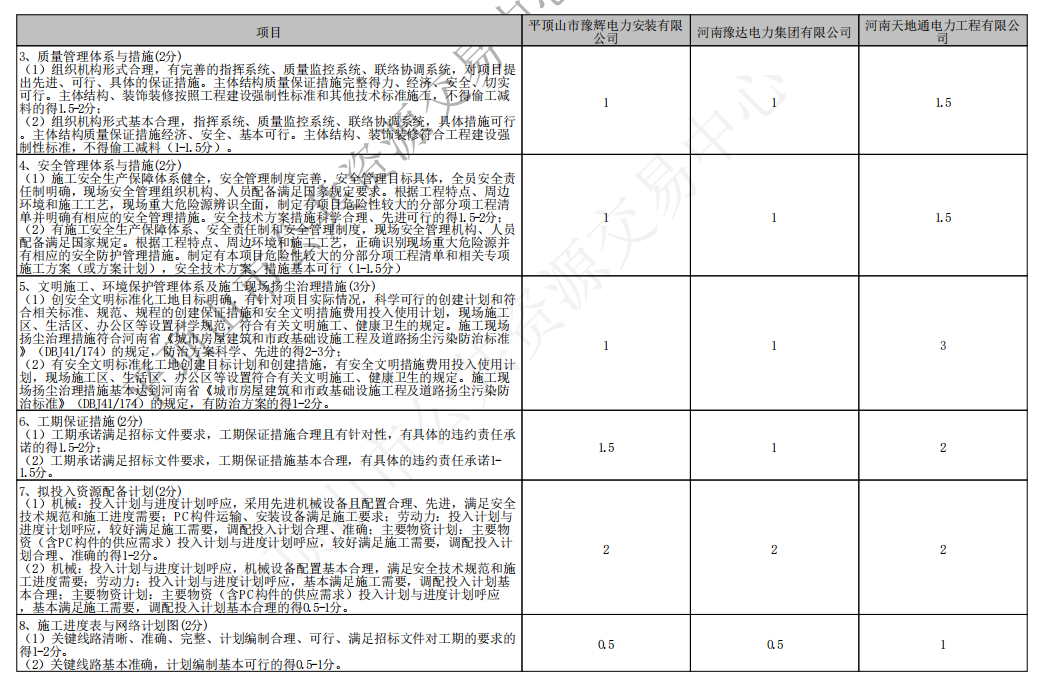 项目
平顶山市豫辉电力安装有限
公司
河南豫达电力集团有限公司
河南天地通电力工程有限公
司
3、质量管理体系与措施(2分)
（1）组织机构形式合理，有完善的指挥系统、质量监控系统、联络协调系统，对项目提
出先进、可行、具体的保证措施。主体结构质量保证措施完整得力、经济、安全、切实
可行。主体结构、装饰装修按照工程建设强制性标准和其他技术标准施工，不得偷工减
料的得1.5-2分；
（2）组织机构形式基本合理，指挥系统、质量监控系统、联络协调系统，具体措施可行
。主体结构质量保证措施经济、安全、基本可行。主体结构、装饰装修符合工程建设强
制性标准，不得偷工减料（1-1.5分）。
1
1
1.5
4、安全管理体系与措施(2分)
（1）施工安全生产保障体系健全，安全管理制度完善，安全管理目标具体，全员安全责
任制明确，现场安全管理组织机构、人员配备满足国家规定要求。根据工程特点、周边
环境和施工工艺，现场重大危险源辨识全面，制定有项目危险性较大的分部分项工程清
单并明确有相应的安全管理措施。安全技术方案措施科学合理、先进可行的得1.5-2分；
（2）有施工安全生产保障体系、安全责任制和安全管理制度，现场安全管理机构、人员
配备满足国家规定。根据工程特点、周边环境和施工工艺，正确识别现场重大危险源并
有相应的安全防护管理措施。制定有本项目危险性较大的分部分项工程清单和相关专项
施工方案（或方案计划），安全技术方案、措施基本可行（1-1.5分）
1
1
1.5
5、文明施工、环境保护管理体系及施工现场扬尘治理措施(3分)
（1）创安全文明标准化工地目标明确，有针对项目实际情况，科学可行的创建计划和符
合相关标准、规范、规程的创建保障措施和安全文明措施费用投入使用计划，现场施工
区、生活区、办公区等设置科学规范，符合有关文明施工、健康卫生的规定。施工现场
扬尘治理措施符合河南省《城市房屋建筑和市政基础设施工程及道路扬尘污染防治标准
》（DBJ41/174）的规定，防治方案科学、先进的得2-3分；
（2）有安全文明标准化工地创建目标计划和创建措施，有安全文明措施费用投入使用计
划，现场施工区、生活区、办公区等设置符合有关文明施工、健康卫生的规定。施工现
场扬尘治理措施基本达到河南省《城市房屋建筑和市政基础设施工程及道路扬尘污染防
治标准》（DBJ41/174）的规定，有防治方案的得1-2分。
1
1
3
6、工期保证措施(2分)
（1）工期承诺满足招标文件要求，工期保证措施合理且有针对性，有具体的违约责任承
诺的得1.5-2分；
（2）工期承诺满足招标文件要求，工期保证措施基本合理，有具体的违约责任承诺1-
1.5分。
1.5
1
2
7、拟投入资源配备计划(2分)
（1）机械：投入计划与进度计划呼应，采用先进机械设备且配置合理、先进，满足安全
技术规范和施工进度需要；PC构件运输、安装设备满足施工要求；劳动力：投入计划与
进度计划呼应，较好满足施工需要，调配投入计划合理、准确；主要物资计划：主要物
资（含PC构件的供应需求）投入计划与进度计划呼应，较好满足施工需要，调配投入计
划合理、准确的得1-2分。
（2）机械：投入计划与进度计划呼应，机械设备配置基本合理，满足安全技术规范和施
工进度需要；劳动力：投入计划与进度计划呼应，基本满足施工需要，调配投入计划基
本合理；主要物资计划：主要物资（含PC构件的供应需求）投入计划与进度计划呼应
，基本满足施工需要，调配投入计划基本合理的得0.5-1分。
2
2
2
8、施工进度表与网络计划图(2分)
（1）关键线路清晰、准确、完整、计划编制合理、可行、满足招标文件对工期的要求的
得1-2分。
（2）关键线路基本准确，计划编制基本可行的得0.5-1分。
0.5
0.5
1